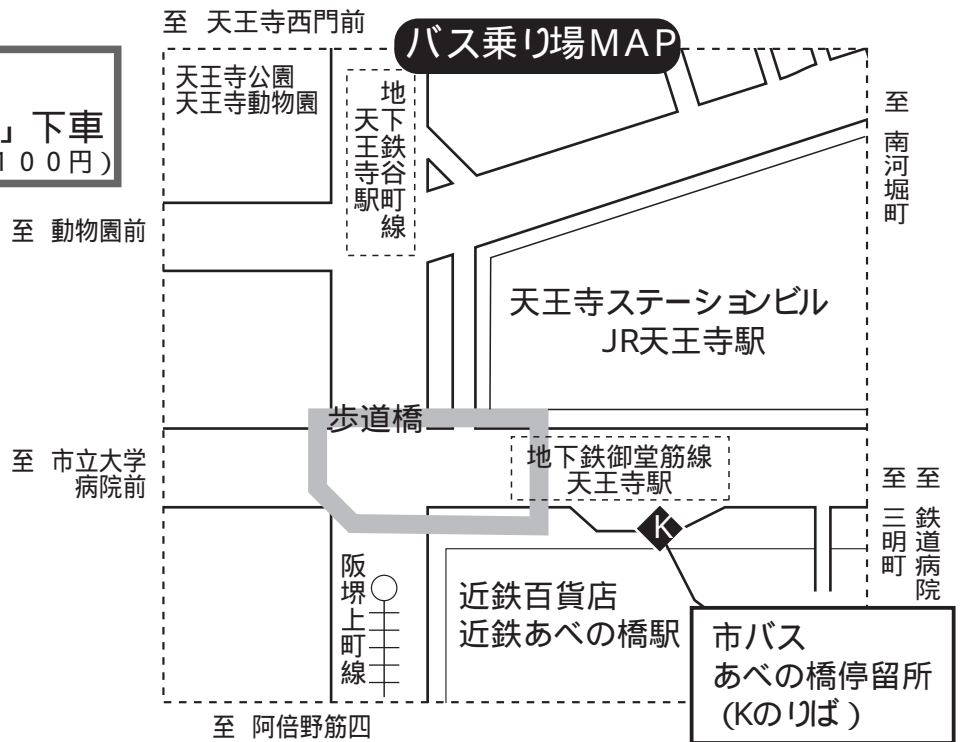 至 天王寺西門前
バス乗り場MAP
」下車
100円)
天王寺公園
天王寺動物園
地下鉄谷町線
天王寺駅
至 南河堀町
至 動物園前
天王寺ステーションビル
JR天王寺駅
歩道橋
至 市立大学
病院前
地下鉄御堂筋線
天王寺駅
至 鉄道病院
至 三明町
K
阪堺上町線
近鉄百貨店
近鉄あべの橋駅
市バス
あべの橋停留所
(Kのりば)
至 阿倍野筋四